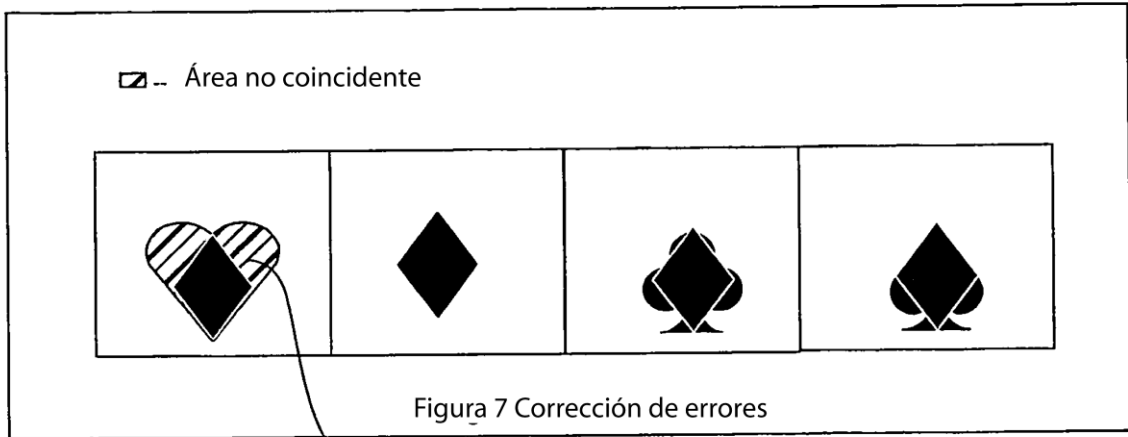 -- Área no coincidente
Figura 7 Corrección de errores